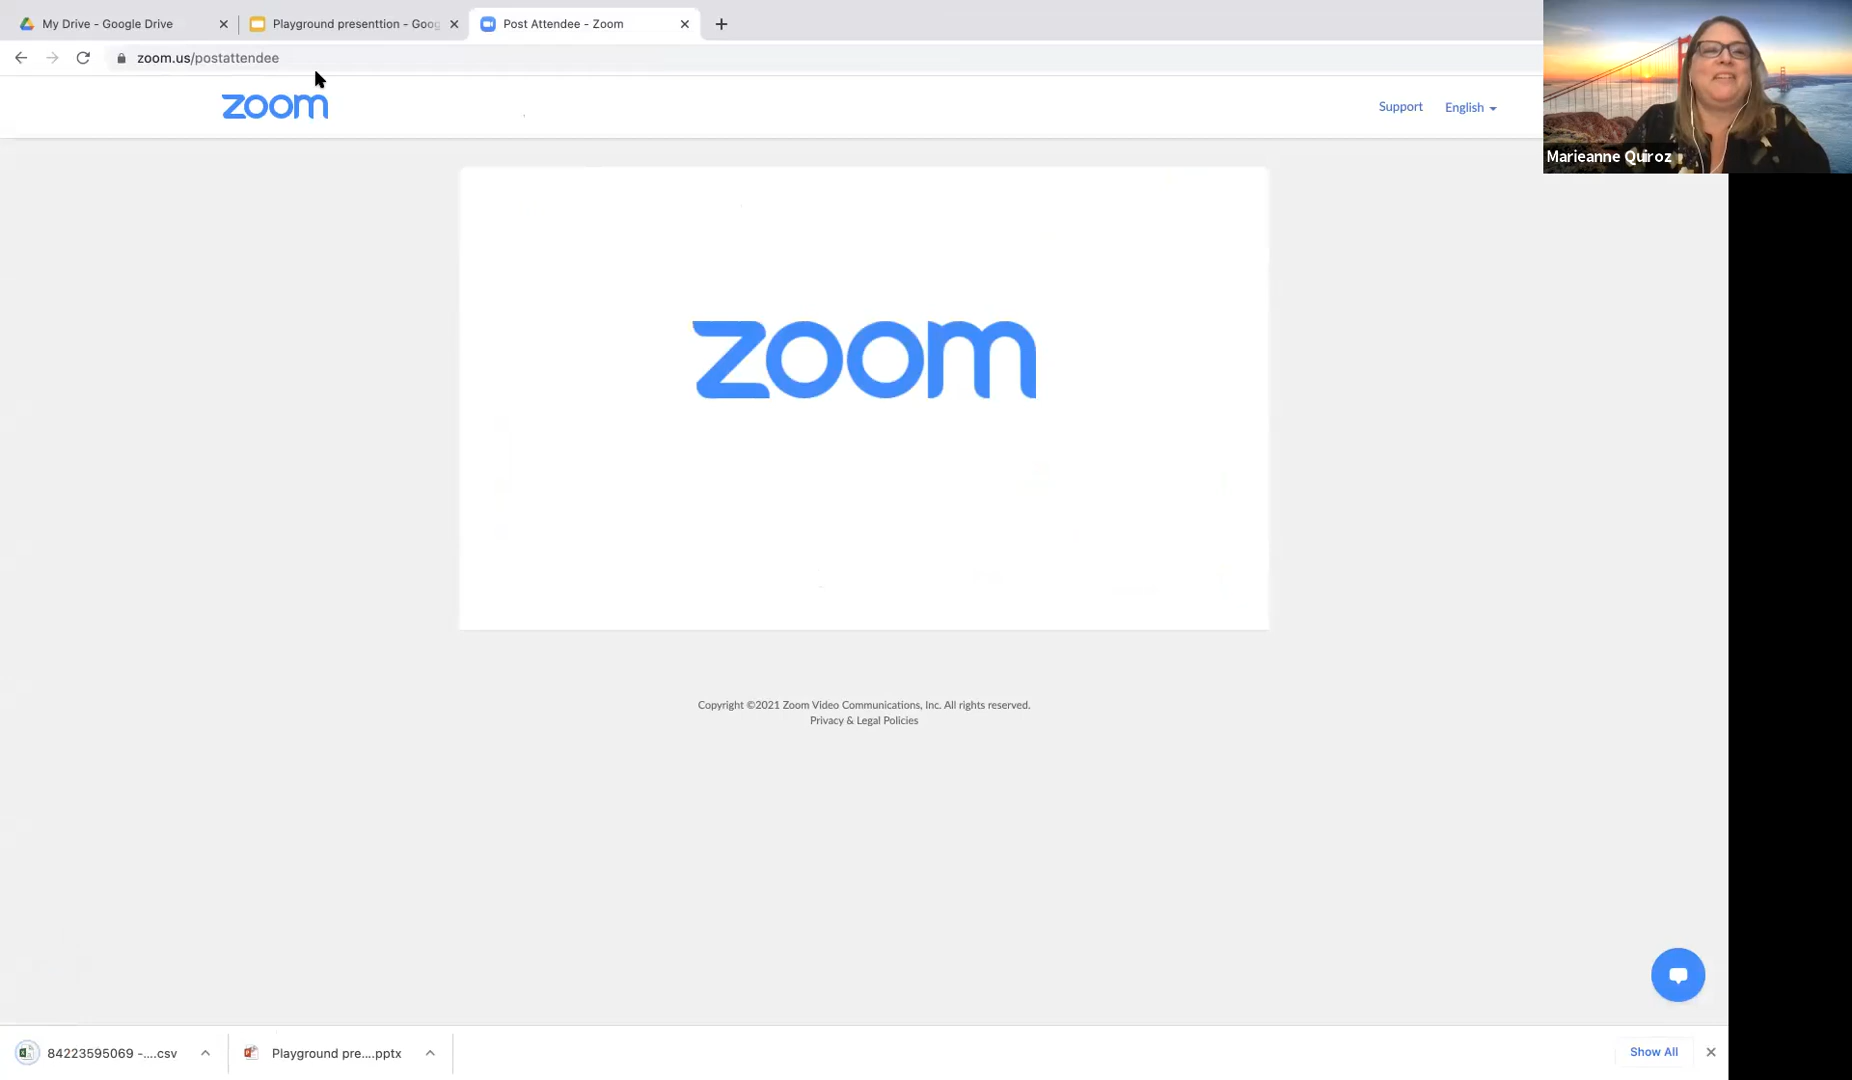 My Drive - Google Drive
Playground presenttion - Goog
Post Attendee - Zoom
zoom.us/postattendee
zoom
Support
English
Marieanne Quiroz
zoom
Copyright ©2021 Zoom Video Communications, Inc. All rights reserved.
Privacy & Legal Policies
84223595069 -....csv
Playground pre....pptx
Show All